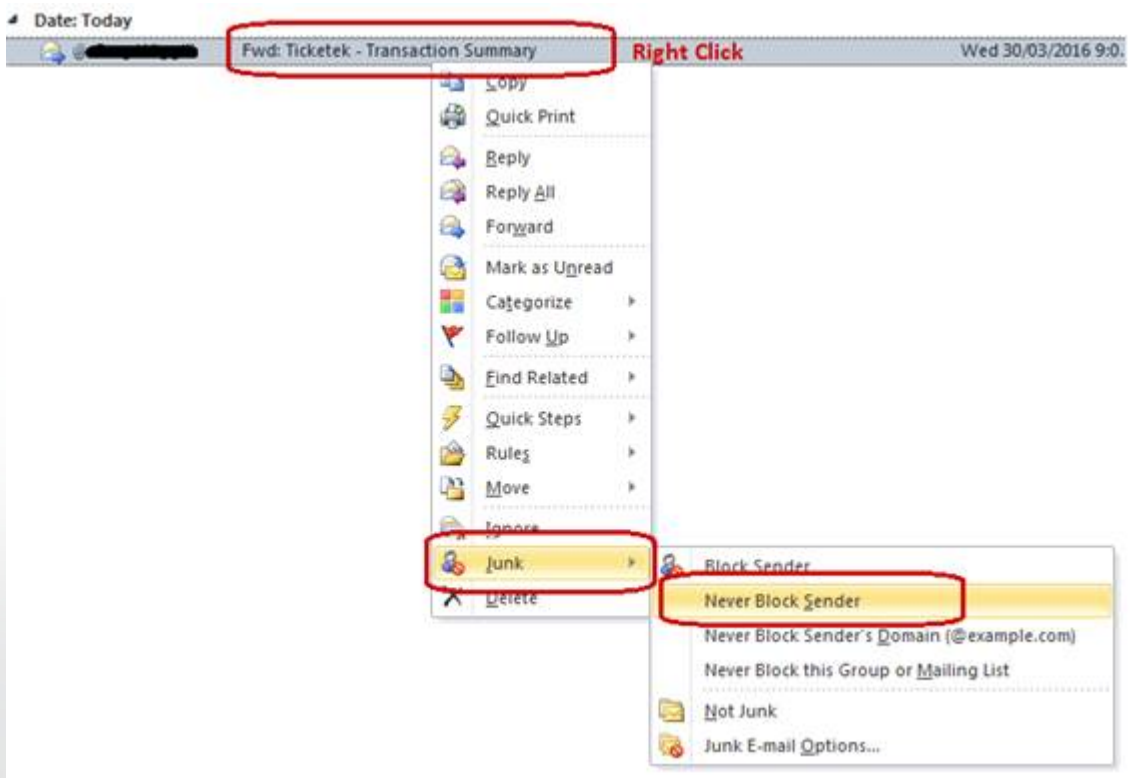 Date: Today
Fwd: Ticketek - Transaction Summary Right Click Wed 30/03/2016 9:0.
Copy
Quick Print
Reply
Reply All
Forward
Mark as Unread
Categorize
Follow Up
Find Related
Quick Steps
Rules
Move
Ignore
Junk
Delete
Block Sender
Never Block Sender
Never Block Sender's Domain (@example.com)
Never Block this Group or Mailing List
Not Junk
Junk E-mail Options...